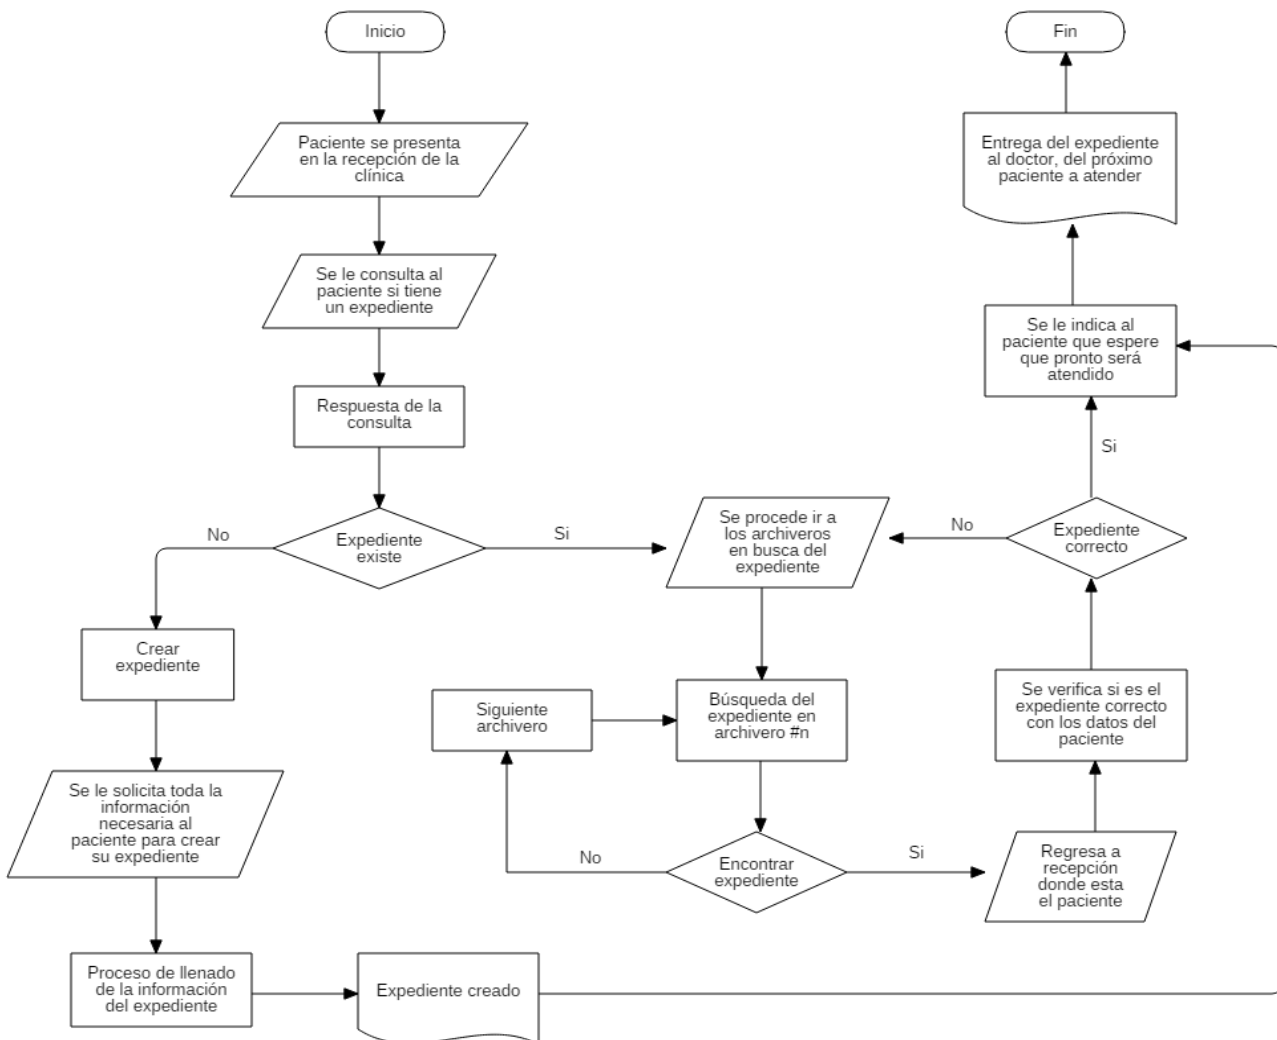 Inicio
Paciente se presenta
en la recepción de la
clínica
Se le consulta al
paciente si tiene
un expediente
Respuesta de la
consulta
Expediente
existe
No
Si
Crear
expediente
Se le solicita toda la
información
necesaria al
paciente para crear
su expediente
Proceso de llenado
de la información
del expediente
Expediente creado
Se procede ir a
los archiveros
en busca del
expediente
Búsqueda del
expediente en
archivero #n
Siguiente
archivero
Encontrar
expediente
No
Si
Regresa a
recepción
donde esta
el paciente
Se verifica si es el
expediente correcto
con los datos del
paciente
Expediente
correcto
No
Si
Se le indica al
paciente que espere
que pronto será
atendido
Entrega del expediente
al doctor, del próximo
paciente a atender
Fin